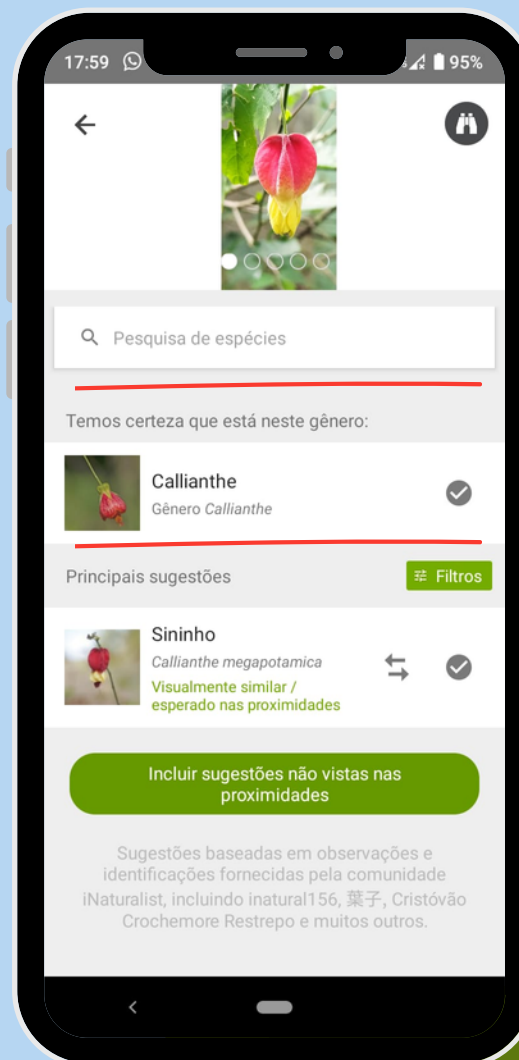 17:59 95%
Pesquisa de espécies
Temos certeza que está neste gênero:
Callianthe
Gênero Callianthe
Principais sugestões Filtros
Sininho
Callianthe megapotamica
Visualmente similar /
esperado nas proximidades
Incluir sugestões não vistas nas
proximidades
Sugestões baseadas em observações e
identificações fornecidas pela comunidade
iNaturalist, incluindo inatural156, 葉子, Cristóvão
Crochemore Restrepo e muitos outros.